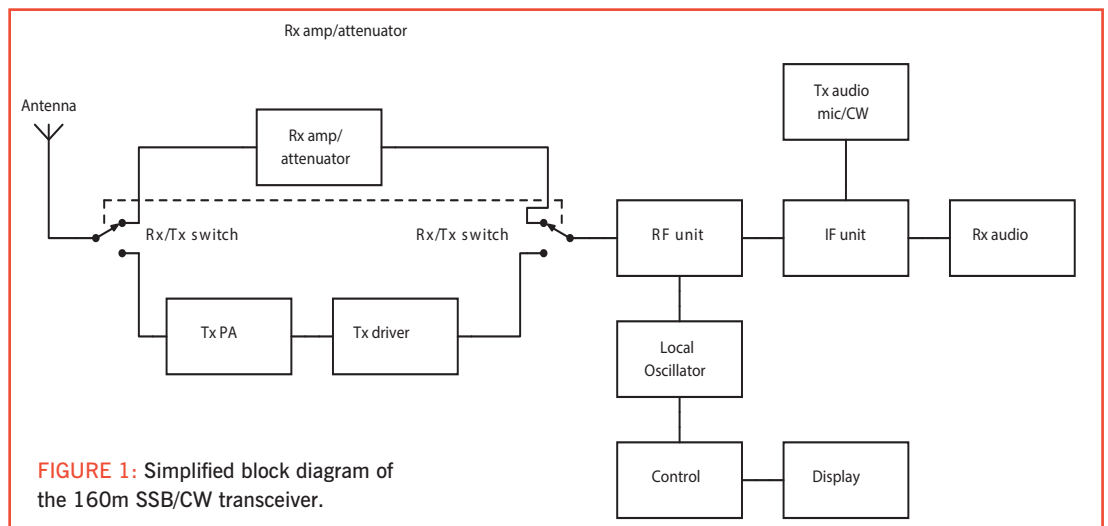 Rx amp/attenuator
Antenna
Rx amp/
attenuator
Tx audio
mic/CW
Rx/Tx switch
Rx/Tx switch
RF unit
IF unit
Rx audio
Tx PA
Tx driver
Local
Oscillator
Control
Display
FIGURE 1: Simplified block diagram of
the 160m SSB/CW transceiver.